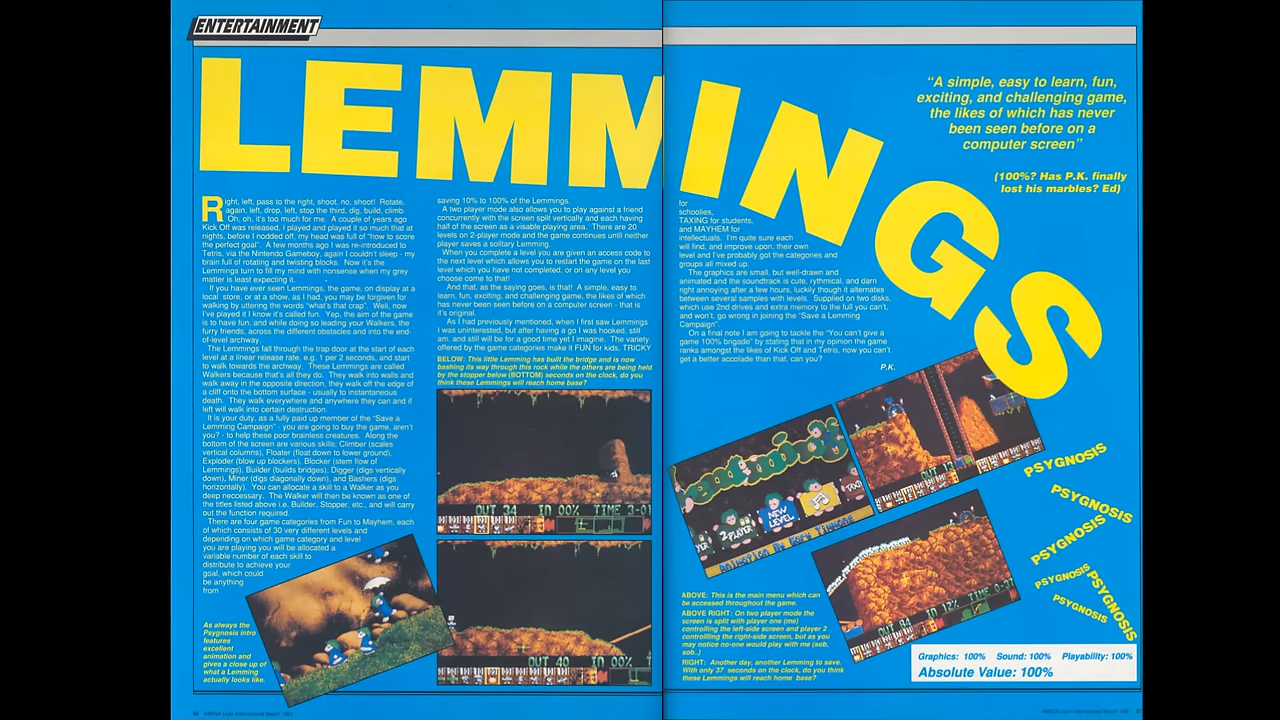 ENTERTAINMENT
LEMMINGS
Right, left, pass to the right, shoot, no, shoot! Rotate,
again, left, drop, left, stop the third, dig, build, climb.
Oh, oh, it's too much for me. A couple of years ago
Kick Off was released, I played and played it so much that at
nights, before I nodded off, my head was full of "how to score
the perfect goal". A few months ago I was re-introduced to
Tetris, via the Nintendo Gameboy, again I couldn't sleep - my
brain full of rotating and twisting blocks. Now it's the
Lemmings turn to fill my mind with nonsense when my grey
matter is least expecting it.
If you have ever seen Lemmings, the game, on display at a
local store, or at a show, as I had, you may be forgiven for
walking by uttering the words "what's that crap". Well, now
I've played it I know it's called fun. Yep, the aim of the game
is to have fun, and while doing so leading your Walkers, the
furry friends, across the different obstacles and into the end-
of-level archway.
The Lemmings fall through the trap door at the start of each
level at a linear release rate, e.g. 1 per 2 seconds, and start
to walk towards the archway. These Lemmings are called
Walkers because that's all they do. They walk into walls and
walk away in the opposite direction, they walk off the edge of
a cliff onto the bottom surface - usually to instantaneous
death. They walk everywhere and anywhere they can and if
left will walk into certain destruction.
It is your duty, as a fully paid up member of the "Save a
Lemming Campaign" - you are going to buy the game, aren't
you? - to help these poor brainless creatures. Along the
bottom of the screen are various skills: Climber (scales
vertical columns), Floater (float down to lower ground),
Exploder (blow up blockers), Blocker (stem flow of
Lemmings), Builder (builds bridges), Digger (digs vertically
down), Miner (digs diagonally down), and Bashers (digs
horizontally). You can allocate a skill to a Walker as you
deep neccessary. The Walker will then be known as one of
the titles listed above i.e. Builder, Stopper, etc., and will carry
out the function required.
There are four game categories from Fun to Mayhem, each
of which consists of 30 very different levels and
depending on which game category and level
you are playing you will be allocated a
variable number of each skill to
distribute to achieve your
goal, which could
be anything
from
As always the
Psygnosis intro
features
excellent
animation and
gives a close up of
what a Lemming
actually looks like.
saving 10% to 100% of the Lemmings.
A two player mode also allows you to play against a friend
concurrently with the screen split vertically and each having
half of the screen as a visable playing area. There are 20
levels on 2-player mode and the game continues until neither
player saves a solitary Lemming.
When you complete a level you are given an access code to
the next level which allows you to restart the game on the last
level which you have not completed, or on any level you
choose come to that!
And that, as the saying goes, is that! A simple, easy to
learn, fun, exciting, and challenging game, the likes of which
has never been seen before on a computer screen - that is
it's original.
As I had previously mentioned, when I first saw Lemmings
I was uninterested, but after having a go I was hooked, still
am, and still will be for a good time yet I imagine. The variety
offered by the game categories make it FUN for kids, TRICKY
BELOW: This little Lemming has built the bridge and is now
bashing its way through this rock while the others are being held
by the stopper below (BOTTOM) seconds on the clock, do you
think these Lemmings will reach home base?
OUT 34 IN 00% TIME 3-0
OUT 40 IN 00%
for
schoolies,
TAXING for students,
and MAYHEM for
intellectuals. I'm quite sure each
will find, and improve upon, their own
level and I've probably got the categories and
groups all mixed up.
The graphics are small, but well-drawn and
animated and the soundtrack is cute, rythmical, and darn
right annoying after a few hours, luckily though it alternates
between several samples with levels. Supplied on two disks,
which use 2nd drives and extra memory to the full you can't,
and won't, go wrong in joining the "Save a Lemming
Campaign".
On a final note I am going to tackle the "You can't give a
game 100% brigade" by stating that in my opinion the game
ranks amongst the likes of Kick Off and Tetris, now you can't
get a better accolade than that, can you?
P.K.
"A simple, easy to learn, fun,
exciting, and challenging game,
the likes of which has never
been seen before on a
computer screen"
(100%? Has P.K. finally
lost his marbles? Ed)
2 PLAYER
NEW LEVEL
OUT 13
IN 12% TIME 0-
OUT 84
ABOVE: This is the main menu which can
be accessed throughout the game.
ABOVE RIGHT: On two player mode the
screen is split with player one (me)
controlling the left-side screen and player 2
controllling the right-side screen, but as you
may notice no-one would play with me (sob,
sob..)
RIGHT: Another day, another Lemming to save.
With only 37 seconds on the clock, do you think
these Lemmings will reach home base?
PSYGNOSIS
PSYGNOSIS
PSYGNOSIS
PSYGNOSIS
PSYGNOSIS
PSYGNOSIS
Graphics: 100% Sound: 100% Playability: 100%
Absolute Value: 100%
AMIGA User International March 1991
AMIGA User International March 1991